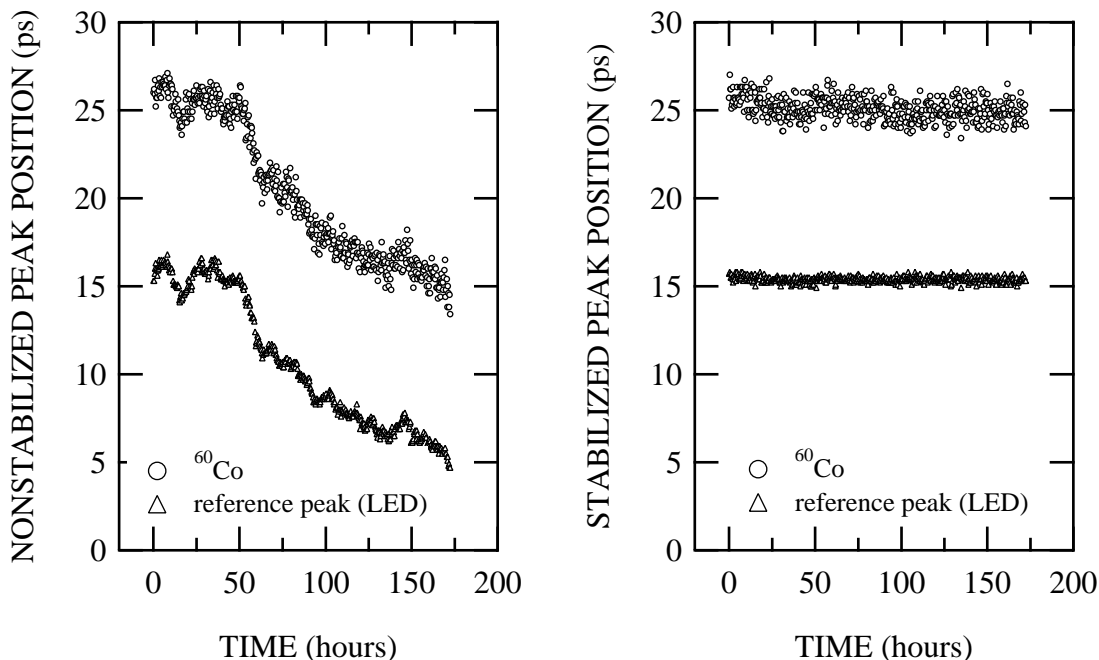 NONSTABILIZED PEAK POSITION (ps)
30
25
20
15
10
5
0
⁶⁰Co
reference peak (LED)
0 50 100 150 200
TIME (hours)
STABILIZED PEAK POSITION (ps)
30
25
20
15
10
5
0
⁶⁰Co
reference peak (LED)
0 50 100 150 200
TIME (hours)